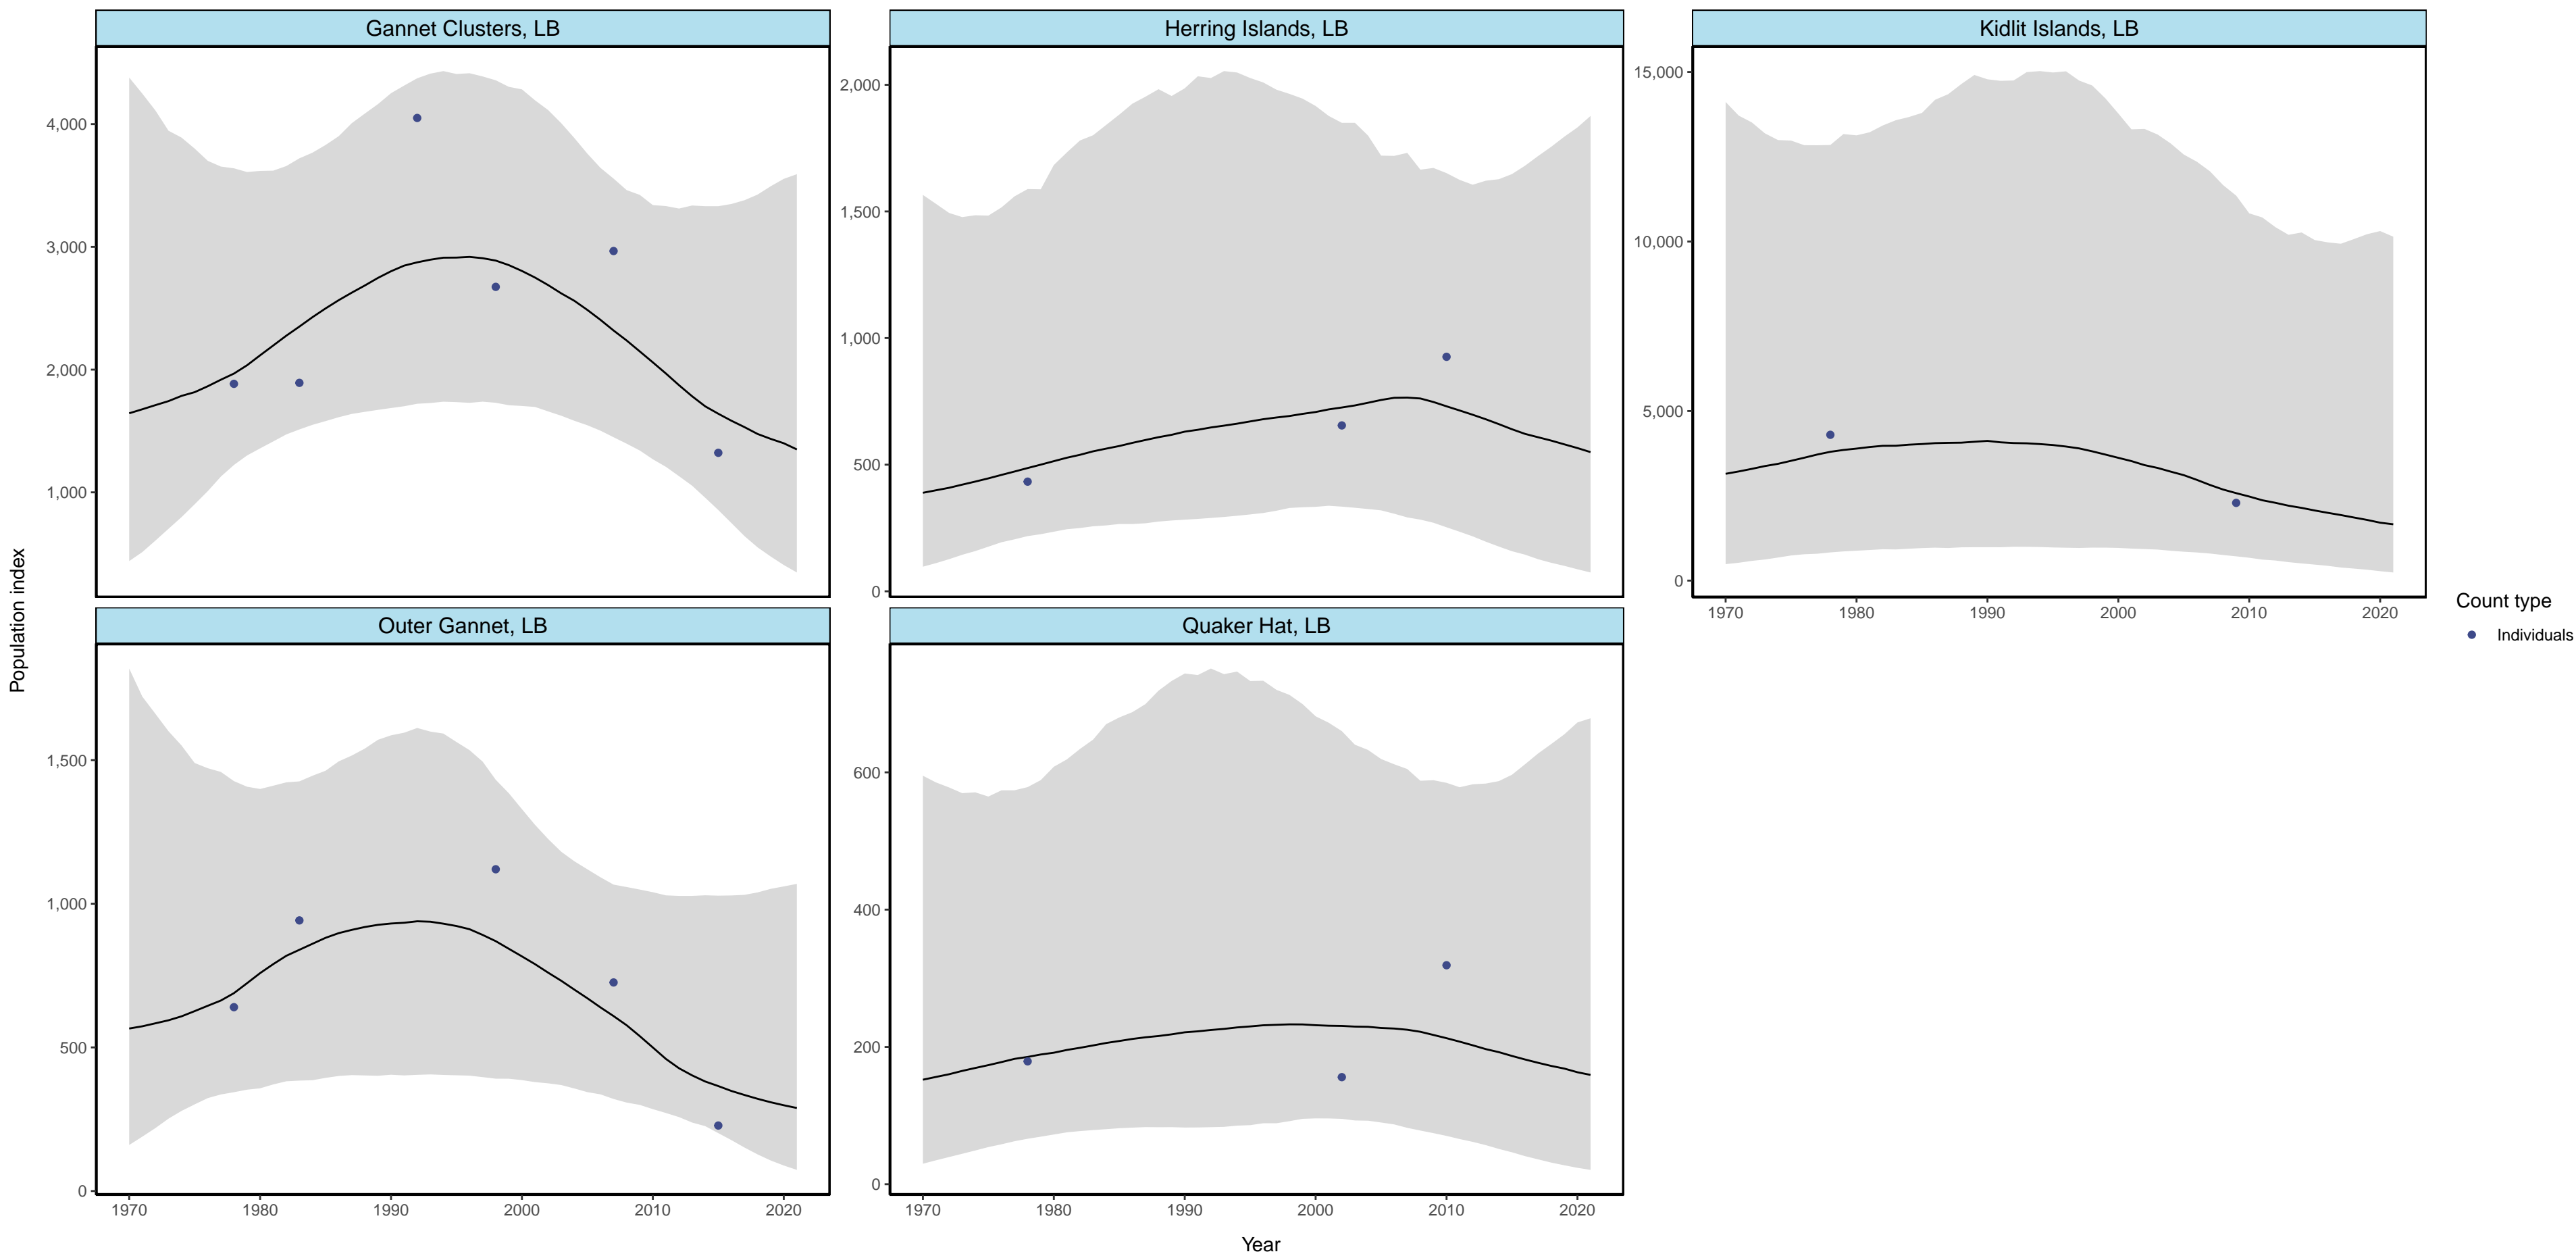 Gannet Clusters, LB
Herring Islands, LB
Kidlit Islands, LB
4,000
3,000
2,000
1,000
2,000
1,500
1,000
500
0
15,000
10,000
5,000
0
1970 1980 1990 2000 2010 2020
Population index
Count type
Individuals
Outer Gannet, LB
Quaker Hat, LB
1,500
1,000
500
0
600
400
200
0
1970 1980 1990 2000 2010 2020
1970 1980 1990 2000 2010 2020
Year